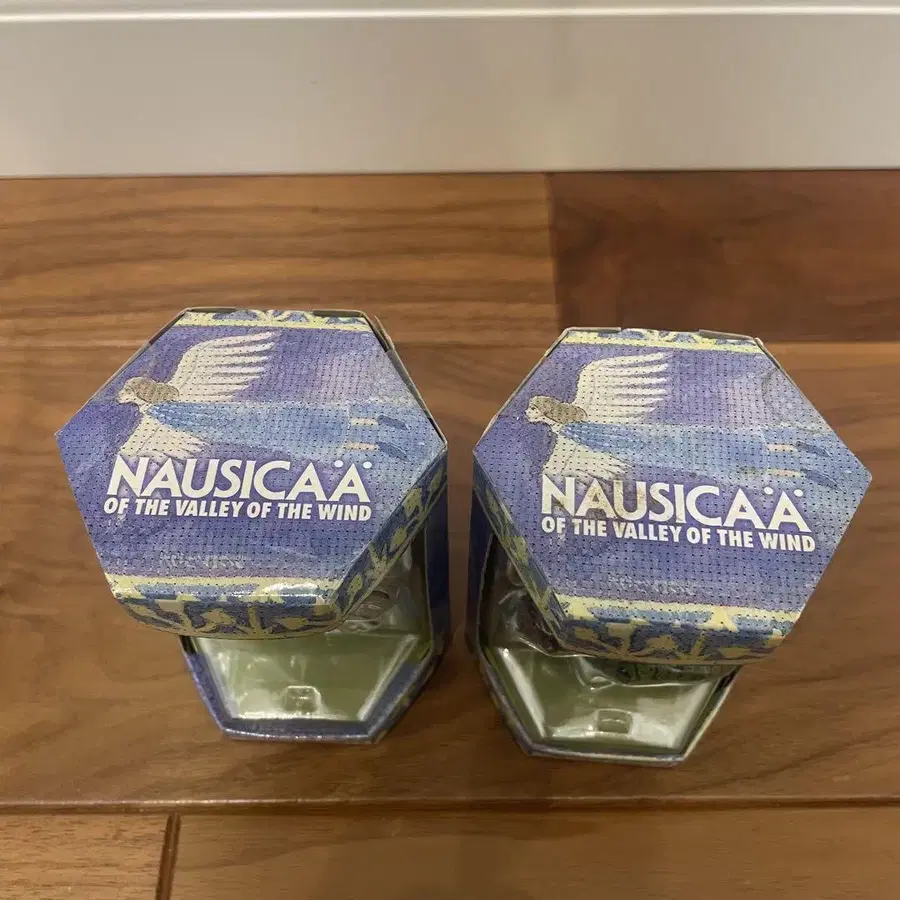 NAUSICAÄ
OF THE VALLEY OF THE WIND
NAUSICAÄ
OF THE VALLEY OF THE WIND